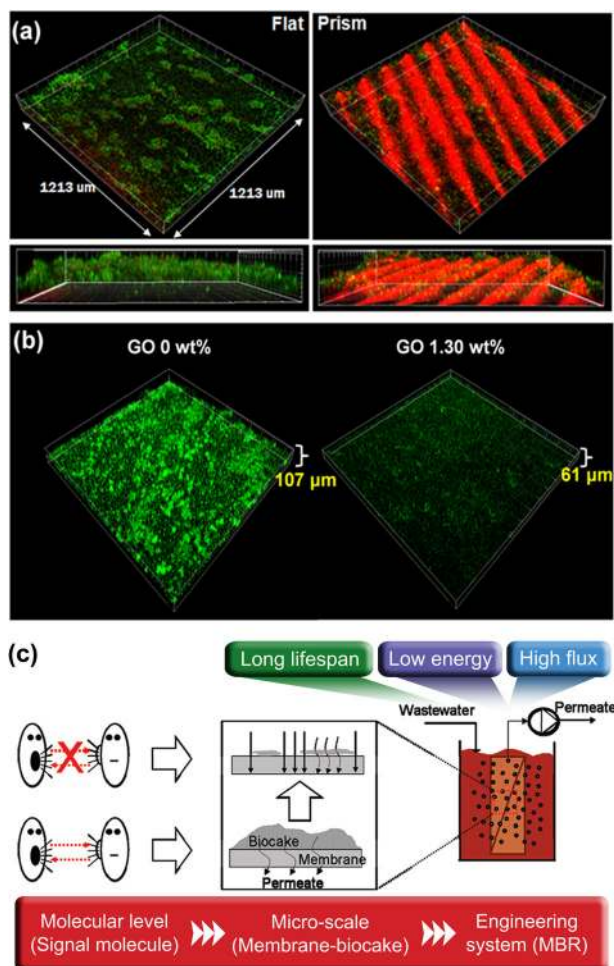 (a)
Flat
Prism
1213 um
1213 um
(b)
GO 0 wt%
GO 1.30 wt%
107 μm
61 μm
(c)
Long lifespan
Low energy
High flux
Wastewater
Permeate
X
Biocake
Membrane
Permeate
Molecular level
(Signal molecule)
Micro-scale
(Membrane-biocake)
Engineering
system (MBR)